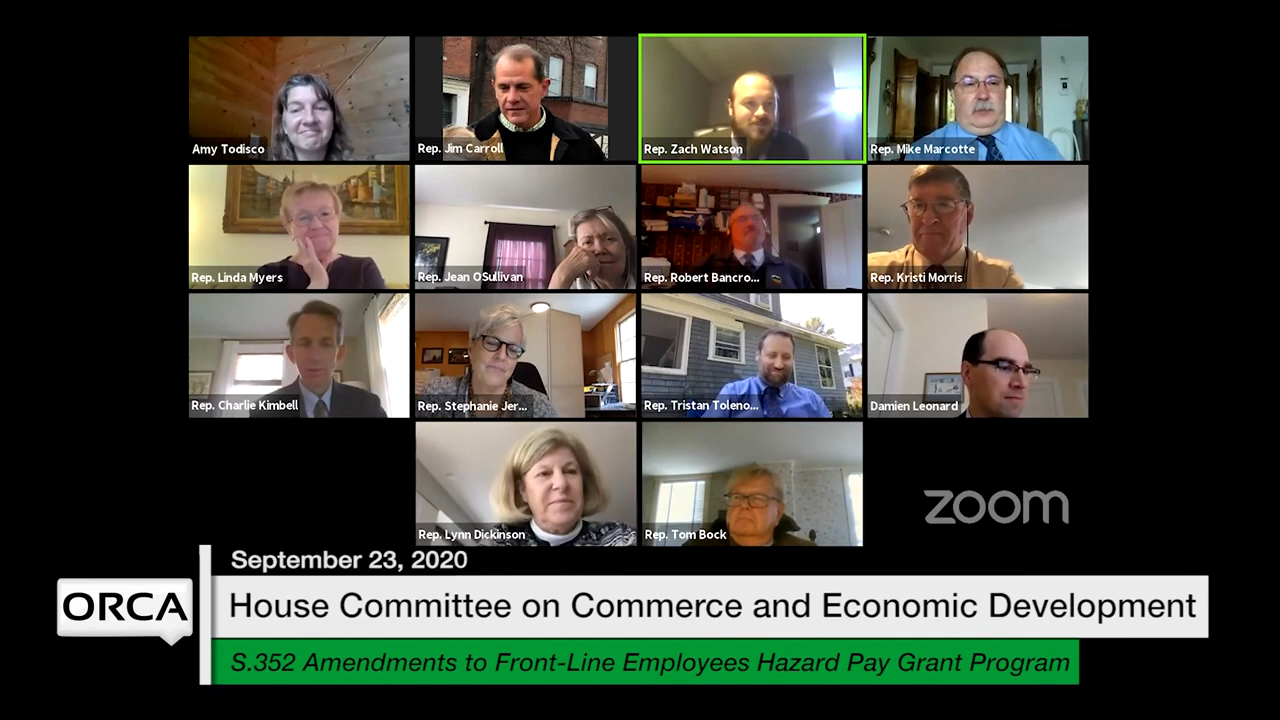 Amy Todisco
Rep. Jim Carroll
Rep. Zach Watson
Rep. Mike Marcotte
Rep. Linda Myers
Rep. Jean OSullivan
Rep. Robert Bancro...
Rep. Kristi Morris
Rep. Charlie Kimbell
Rep. Stephanie Jer...
Rep. Tristan Toleno...
Damien Leonard
Rep. Lynn Dickinson
Rep. Tom Bock
zoom
September 23, 2020
ORCA
House Committee on Commerce and Economic Development
S.352 Amendments to Front-Line Employees Hazard Pay Grant Program